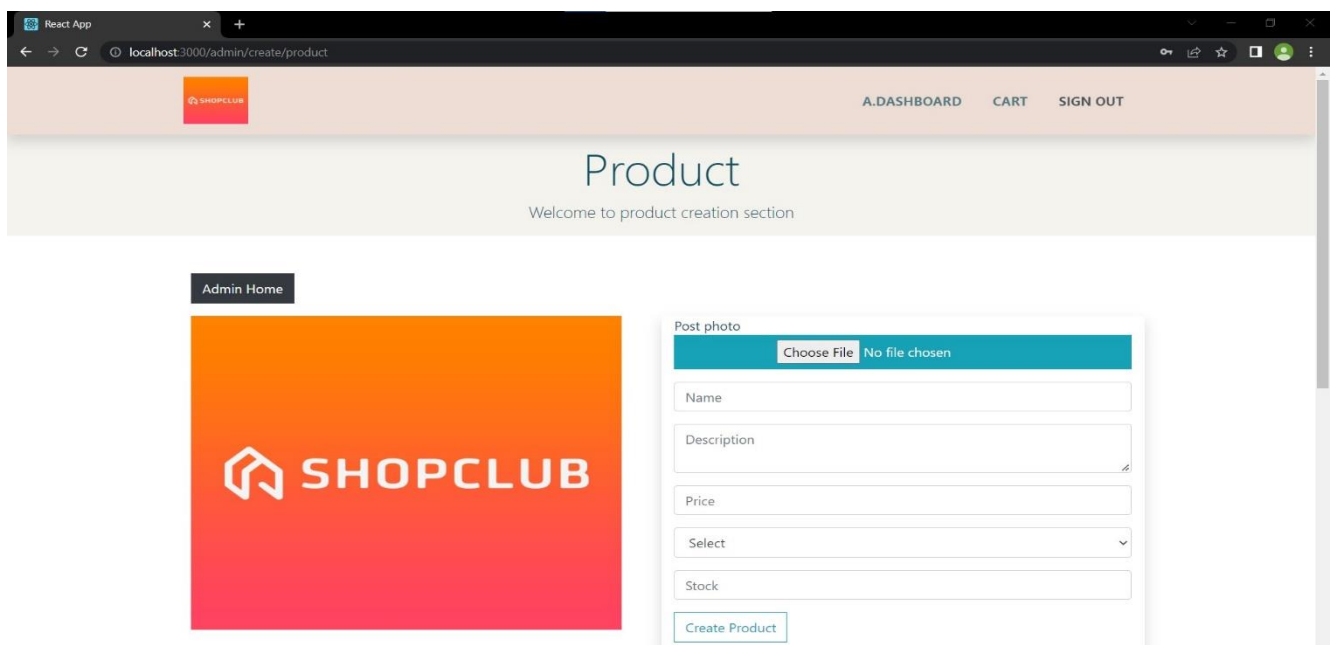 React App
localhost:3000/admin/create/product
SHOPCLUB
A.DASHBOARD CART SIGN OUT
Product
Welcome to product creation section
Admin Home
SHOPCLUB
Post photo
Choose File No file chosen
Name
Description
Price
Select
Stock
Create Product